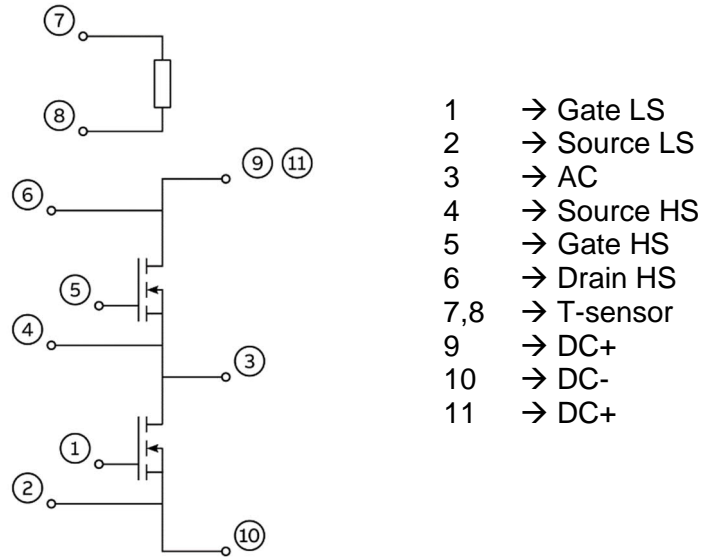 7
8
9 11
6
5
4
3
1
2
10
1 → Gate LS
2 → Source LS
3 → AC
4 → Source HS
5 → Gate HS
6 → Drain HS
7,8 → T-sensor
9 → DC+
10 → DC-
11 → DC+